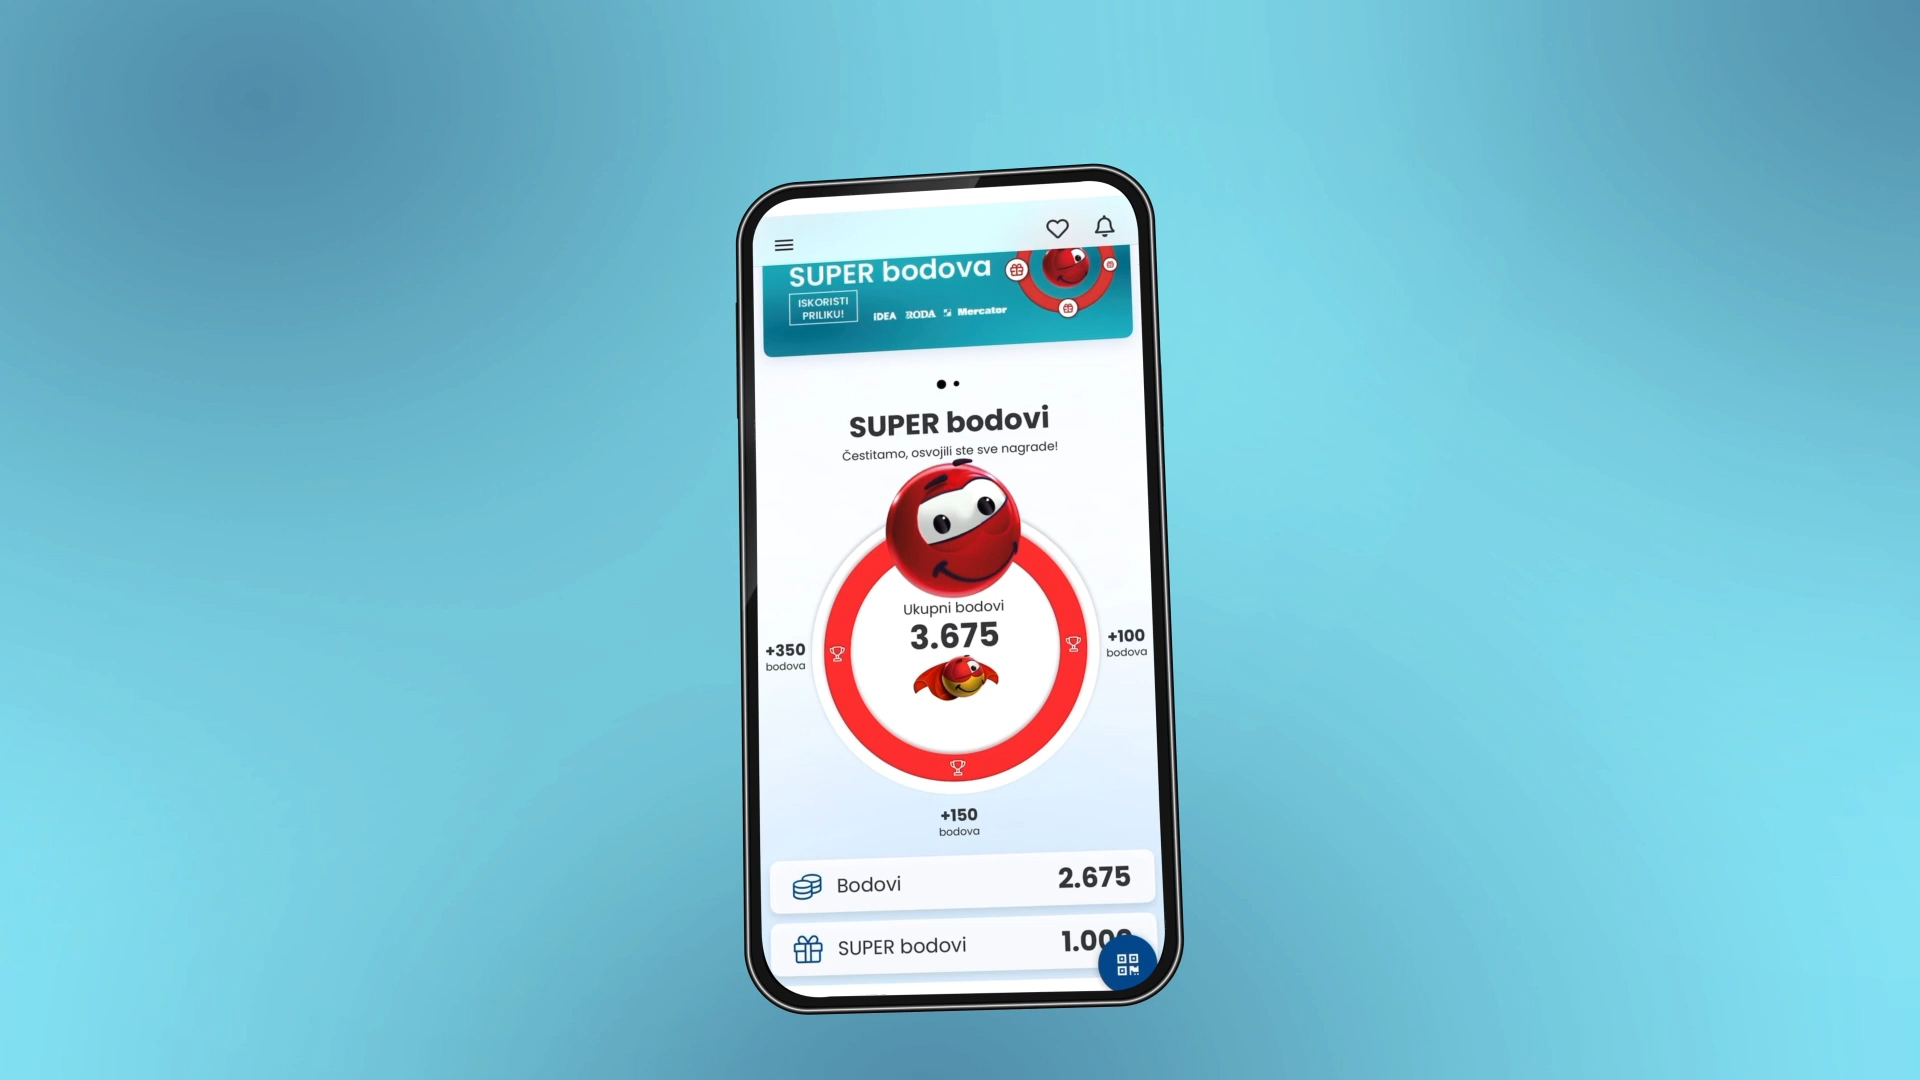 SUPER bodova
ISKORISTI
PRILIKU!
IDEA RODA Mercator
SUPER bodovi
Čestitamo, osvojili ste sve nagrade!
Ukupni bodovi
3.675
+350
bodova
+100
bodova
+150
bodova
Bodovi 2.675
SUPER bodovi